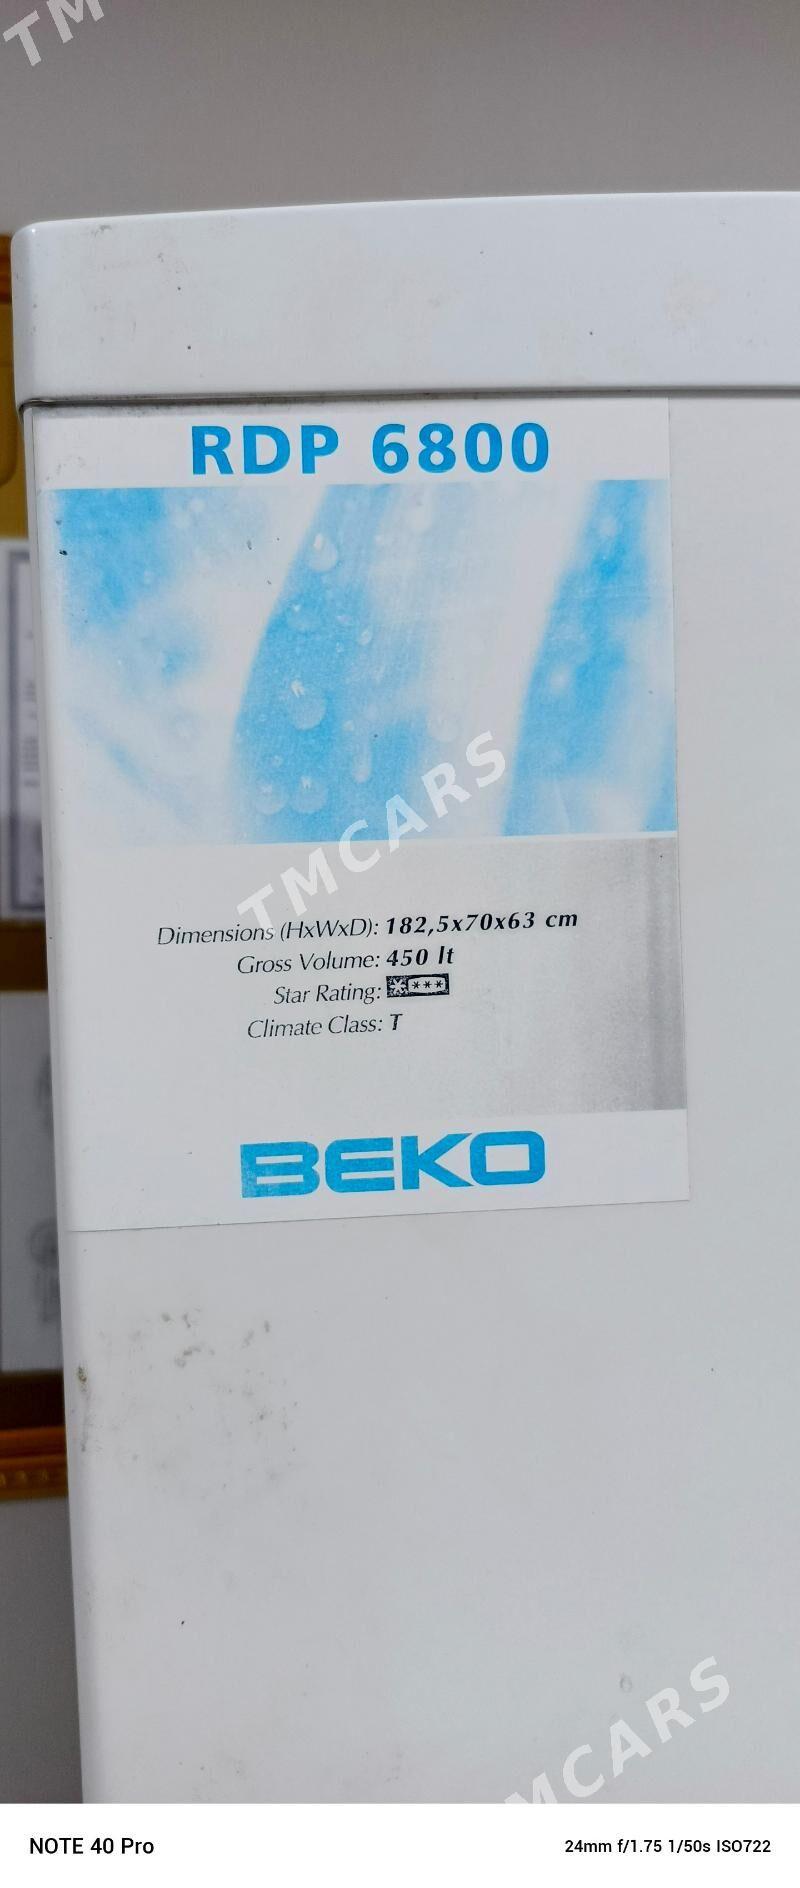 TM
RDP 6800
TMCARS
Dimensions (HxWxD): 182,5x70x63 cm
Gross Volume: 450 lt
Star Rating: ****
Climate Class: T
BEKO
TMCARS
NOTE 40 Pro
24mm f/1.75 1/50s ISO722